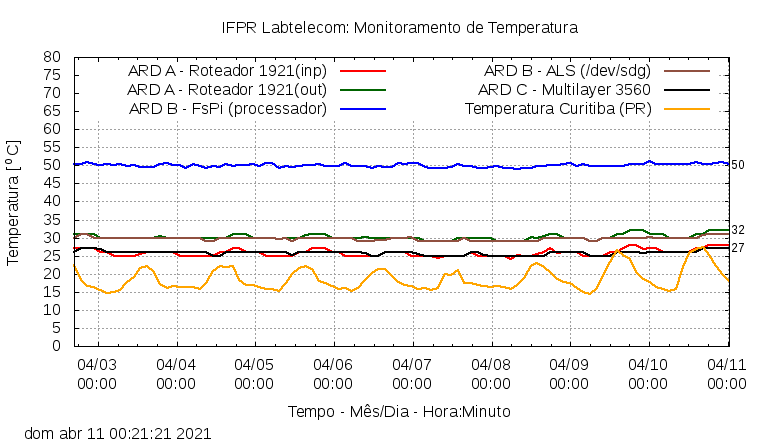 IFPR Labtelecom: Monitoramento de Temperatura
80
75
70
65
60
55
50
45
40
35
30
25
20
15
10
5
0
Temperatura [ºC]
ARD A - Roteador 1921(inp)
ARD A - Roteador 1921(out)
ARD B - FsPi (processador)
ARD B - ALS (/dev/sdg)
ARD C - Multilayer 3560
Temperatura Curitiba (PR)
50
32
27
04/03 04/04 04/05 04/06 04/07 04/08 04/09 04/10 04/11
00:00 00:00 00:00 00:00 00:00 00:00 00:00 00:00 00:00
Tempo - Mês/Dia - Hora:Minuto
dom abr 11 00:21:21 2021